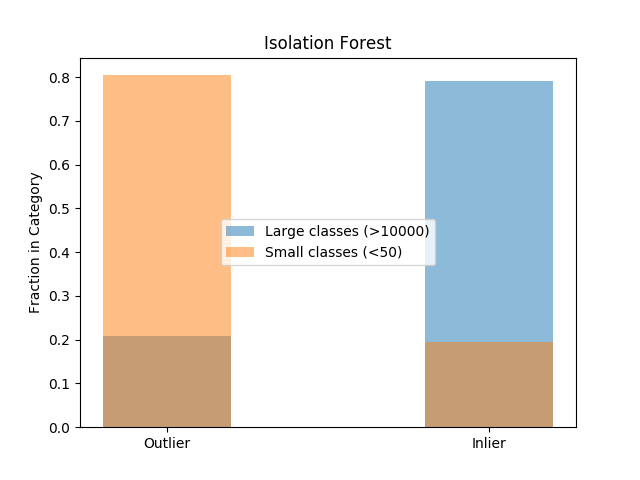 Isolation Forest
Fraction in Category
0.8
0.7
0.6
0.5
0.4
0.3
0.2
0.1
0.0
Large classes (>10000)
Small classes (<50)
Outlier
Inlier